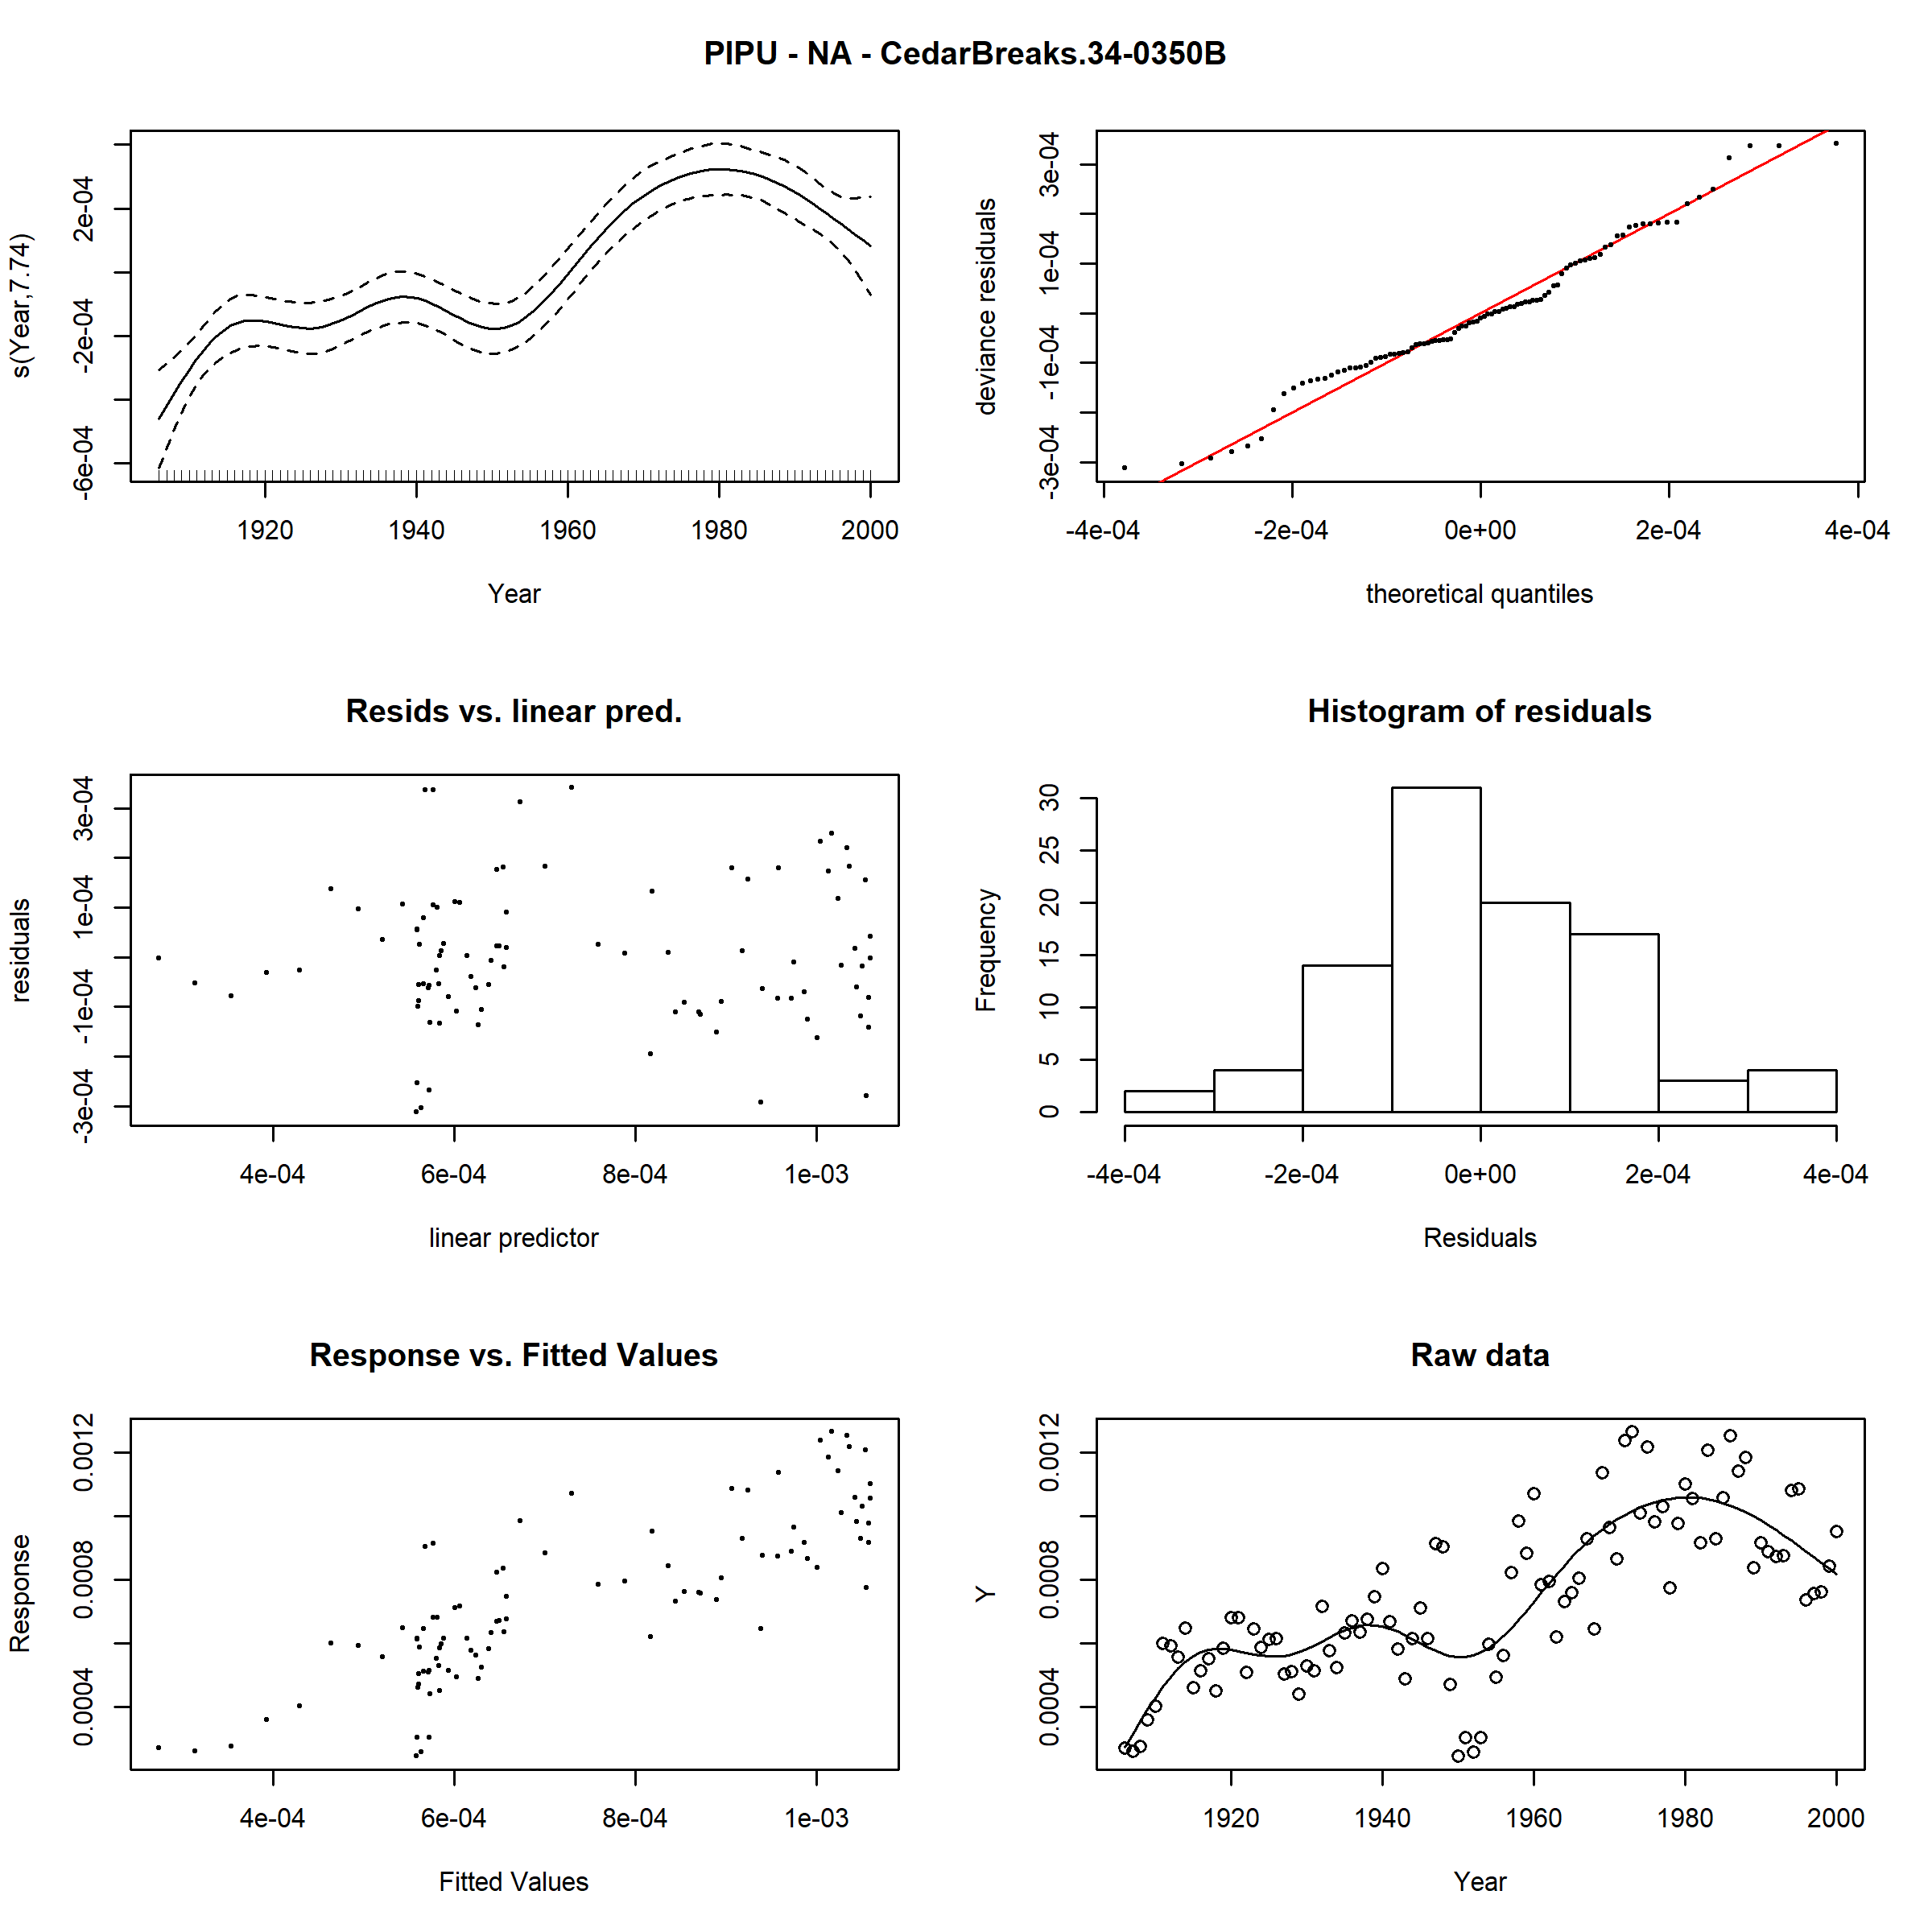 PIPU - NA - CedarBreaks.34-0350B
s(Year,7.74)
-6e-04 -2e-04 2e-04
1920 1940 1960 1980 2000
Year
deviance residuals
-3e-04 -1e-04 1e-04 3e-04
-4e-04 -2e-04 0e+00 2e-04 4e-04
theoretical quantiles
Resids vs. linear pred.
residuals
-3e-04 -1e-04 1e-04 3e-04
4e-04 6e-04 8e-04 1e-03
linear predictor
Histogram of residuals
Frequency
0 5 10 15 20 25 30
-4e-04 -2e-04 0e+00 2e-04 4e-04
Residuals
Response vs. Fitted Values
Response
0.0004 0.0008 0.0012
4e-04 6e-04 8e-04 1e-03
Fitted Values
Raw data
Y
0.0004 0.0008 0.0012
1920 1940 1960 1980 2000
Year